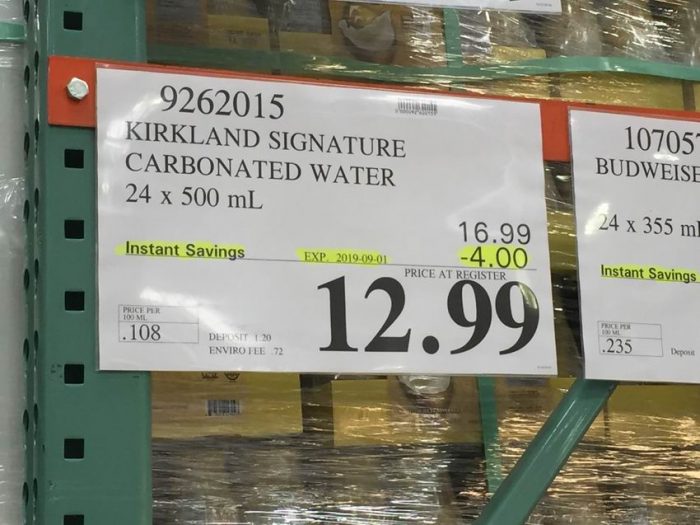 9262015
KIRKLAND SIGNATURE
CARBONATED WATER
24 x 500 mL
16.99
Instant Savings EXP. 2019-09-01 -4.00
PRICE AT REGISTER
12.99
PRICE PER
100 ML
.108
DEPOSIT 1.20
ENVIRO FEE .72
10705
BUDWEISE
24 x 355 ml
Instant Savings
PRICE PER
100 ML
.235
Deposit